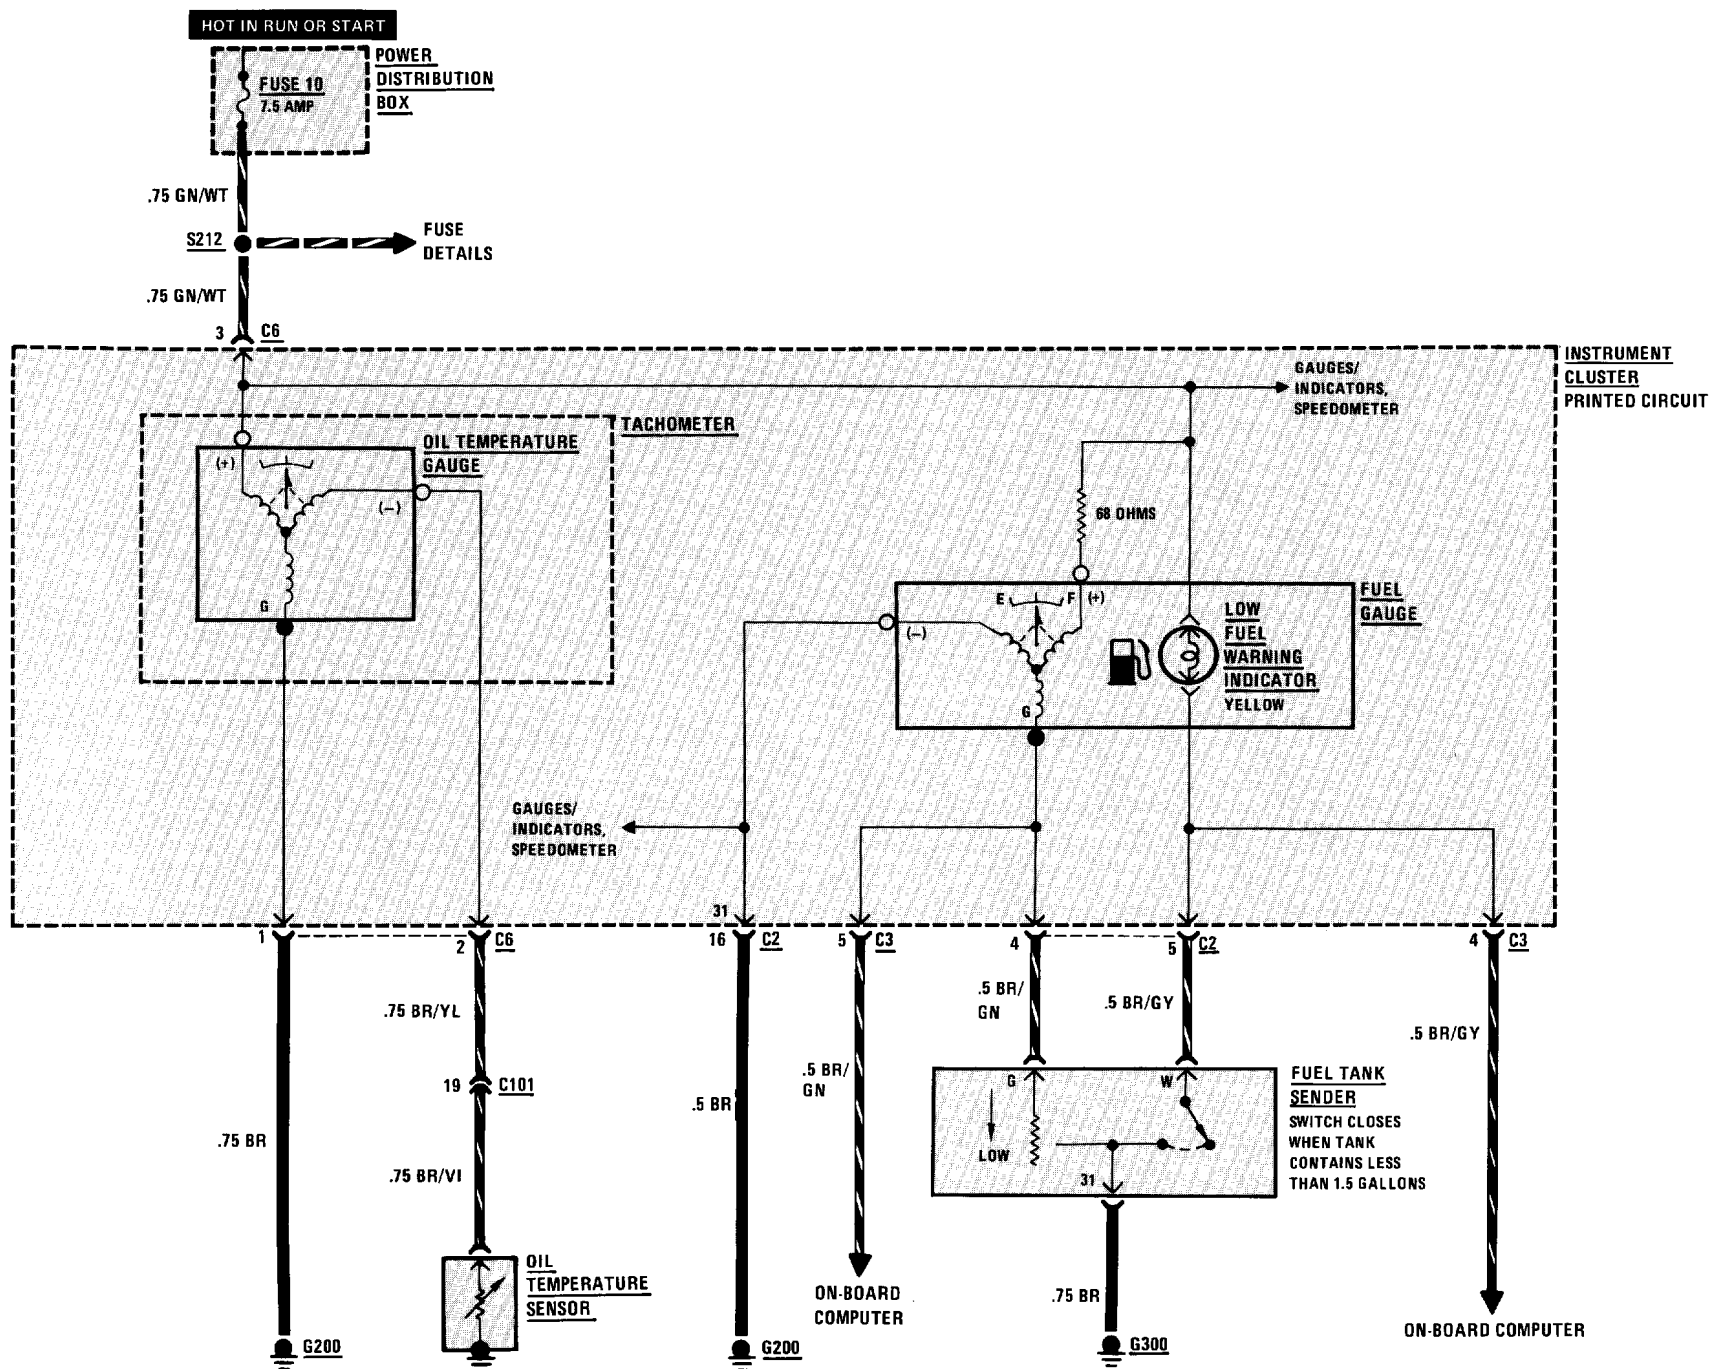 HOT IN RUN OR START
POWER
DISTRIBUTION
BOX
FUSE 10
7.5 AMP
.75 GN/WT
S212
FUSE
DETAILS
.75 GN/WT
3 C6
INSTRUMENT
CLUSTER
PRINTED CIRCUIT
GAUGES/
INDICATORS,
SPEEDOMETER
TACHOMETER
OIL TEMPERATURE
GAUGE
(+)
(−)
G
68 OHMS
FUEL
GAUGE
E F (+)
(−)
G
LOW
FUEL
WARNING
INDICATOR
YELLOW
GAUGES/
INDICATORS,
SPEEDOMETER
31
1
2 C6
16 C2
5 C3
4
5 C2
4 C3
.75 BR/YL
.5 BR/
GN
.5 BR/GY
.5 BR/GY
19 C101
.5 BR/
GN
.5 BR
.75 BR
.75 BR/VI
G
W
LOW
31
FUEL TANK
SENDER
SWITCH CLOSES
WHEN TANK
CONTAINS LESS
THAN 1.5 GALLONS
OIL
TEMPERATURE
SENSOR
ON-BOARD
COMPUTER
.75 BR
ON-BOARD COMPUTER
G200
G200
G300